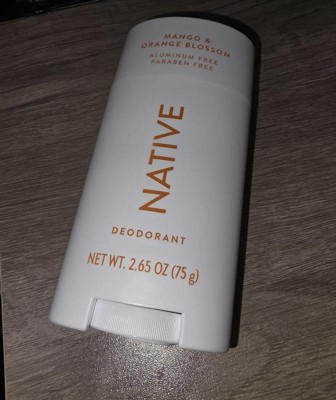 MANGO &
ORANGE BLOSSOM
ALUMINUM FREE
PARABEN FREE
NATIVE
DEODORANT
NET WT. 2.65 OZ (75 g)